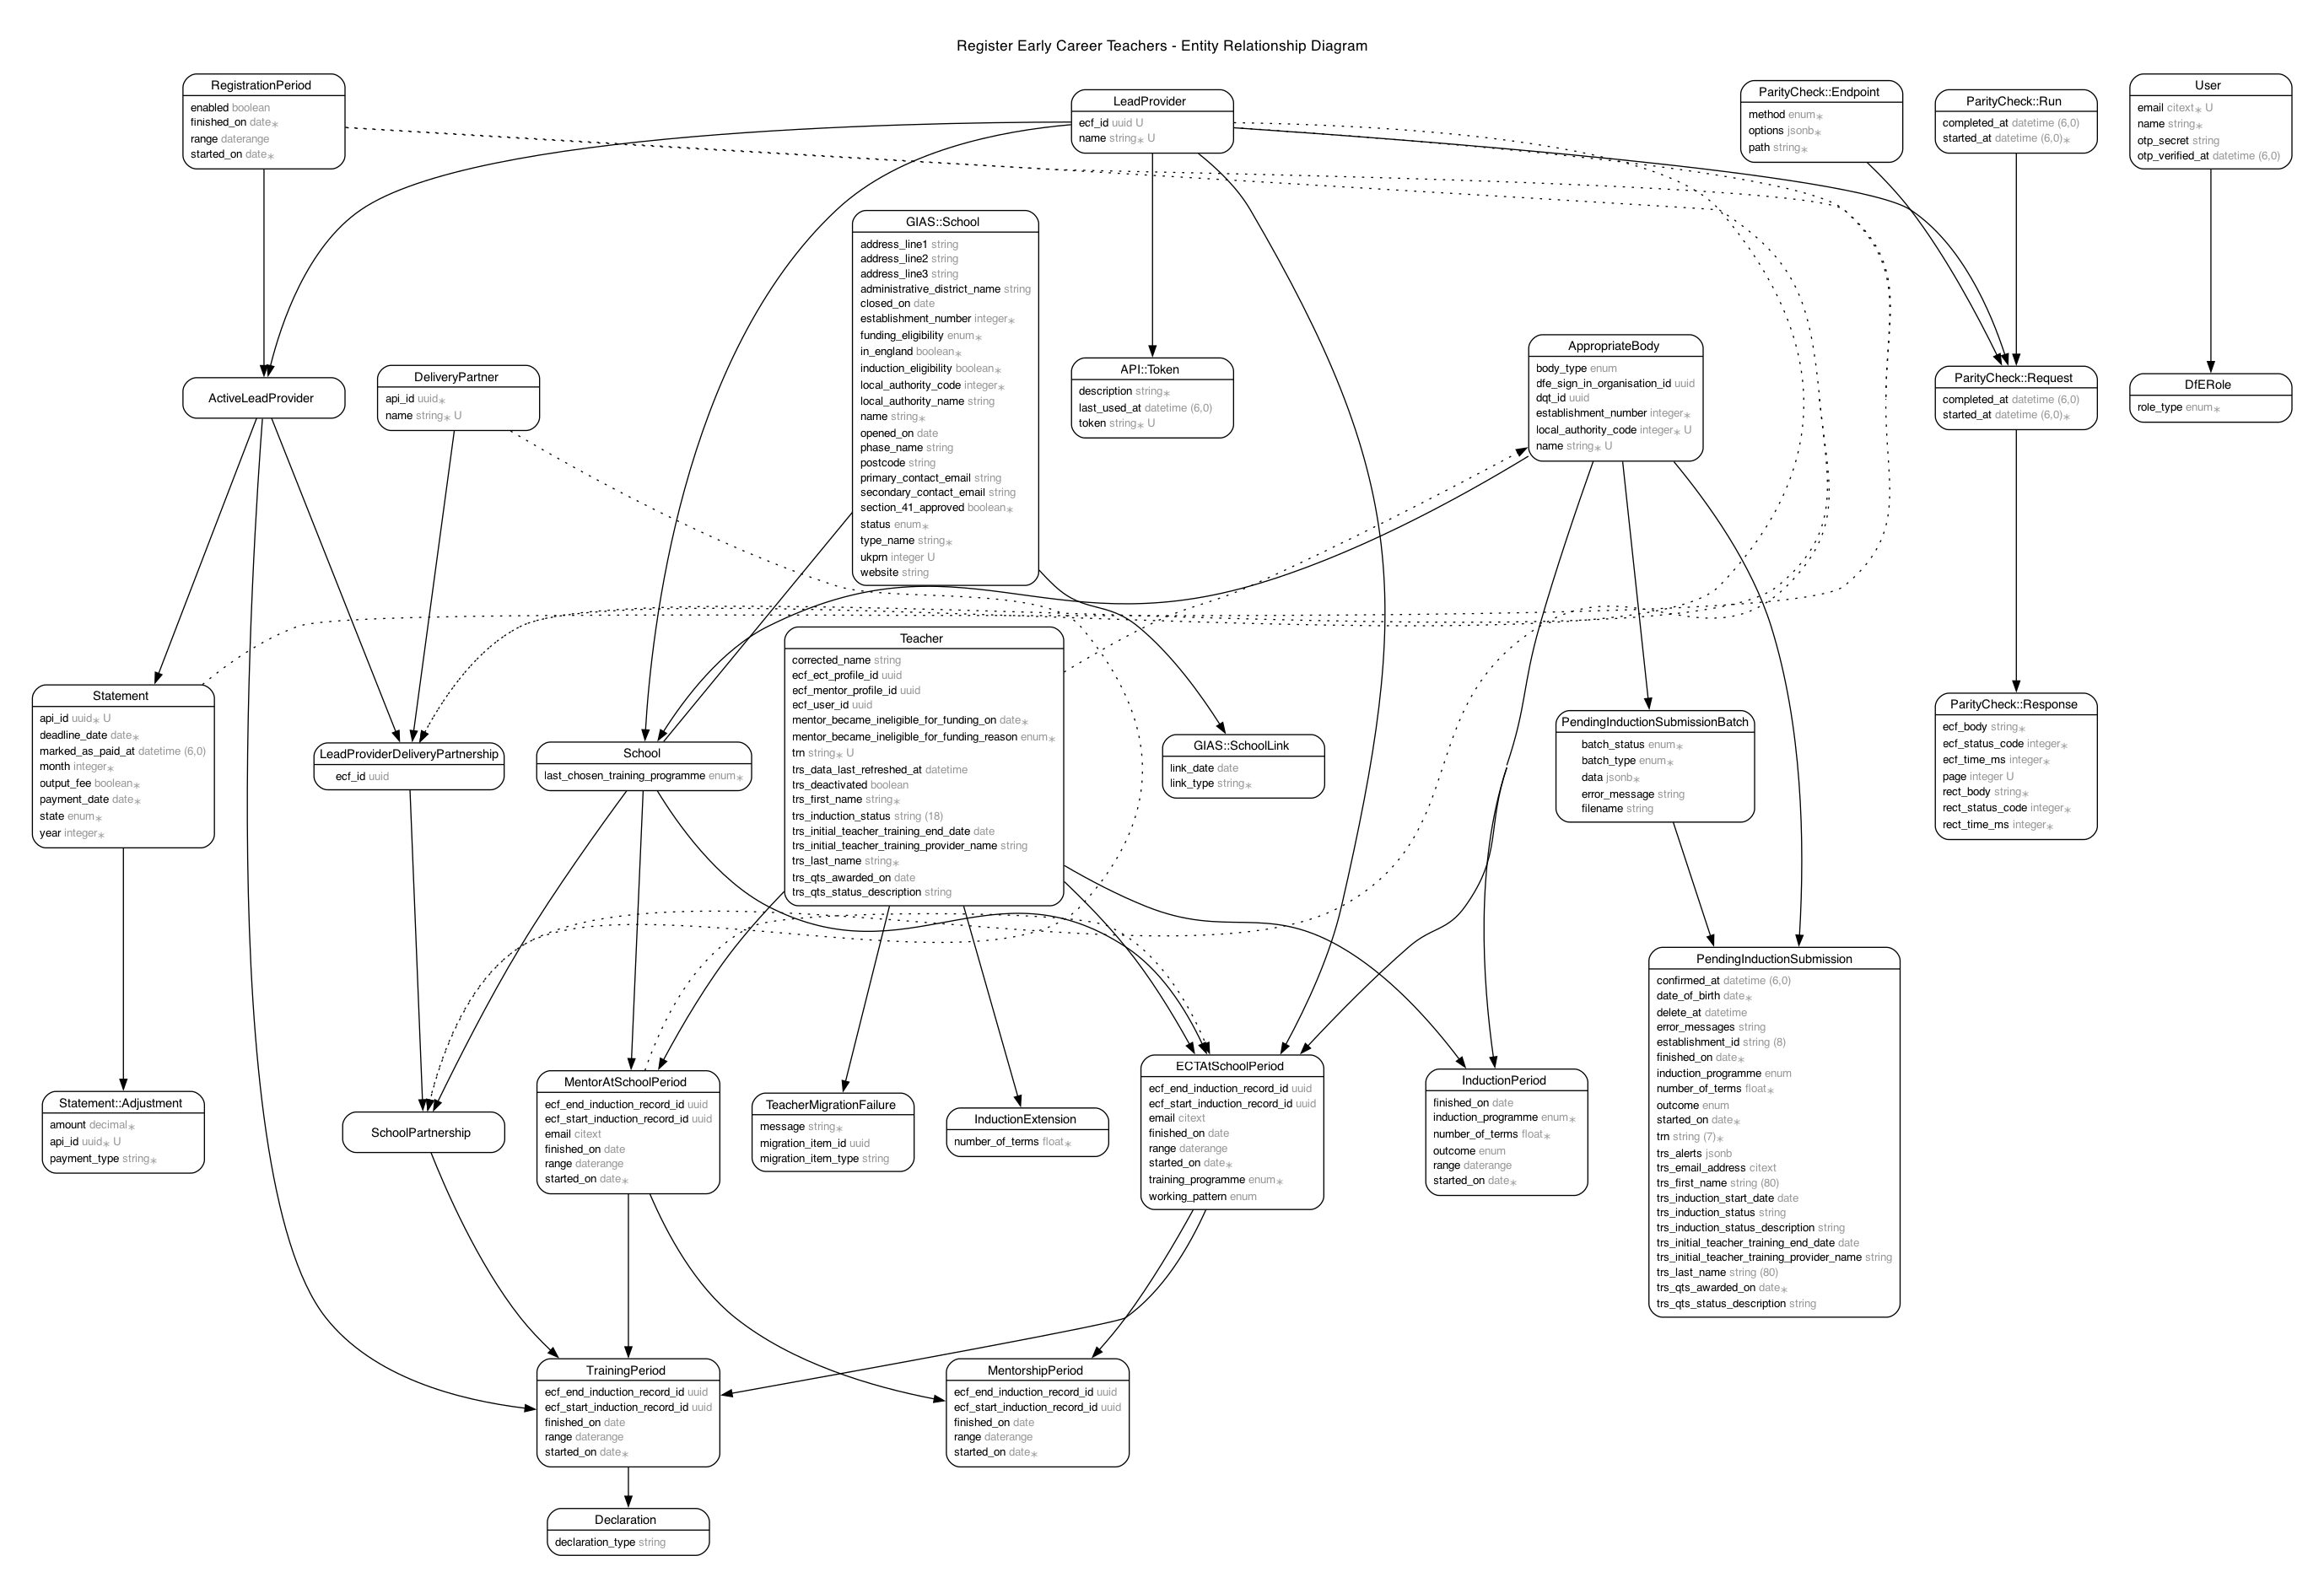 Register Early Career Teachers - Entity Relationship Diagram
RegistrationPeriod
enabled boolean
finished_on date∗
range daterange
started_on date∗
LeadProvider
ecf_id uuid U
name string∗ U
ParityCheck::Endpoint
method enum∗
options jsonb∗
path string∗
ParityCheck::Run
completed_at datetime (6,0)
started_at datetime (6,0)∗
User
email citext∗ U
name string∗
otp_secret string
otp_verified_at datetime (6,0)
GIAS::School
address_line1 string
address_line2 string
address_line3 string
administrative_district_name string
closed_on date
establishment_number integer∗
funding_eligibility enum∗
in_england boolean∗
induction_eligibility boolean∗
local_authority_code integer∗
local_authority_name string
name string∗
opened_on date
phase_name string
postcode string
primary_contact_email string
secondary_contact_email string
section_41_approved boolean∗
status enum∗
type_name string∗
ukprn integer U
website string
ActiveLeadProvider
DeliveryPartner
api_id uuid∗
name string∗ U
API::Token
description string∗
last_used_at datetime (6,0)
token string∗ U
AppropriateBody
body_type enum
dfe_sign_in_organisation_id uuid
dqt_id uuid
establishment_number integer∗
local_authority_code integer∗ U
name string∗ U
ParityCheck::Request
completed_at datetime (6,0)
started_at datetime (6,0)∗
DfERole
role_type enum∗
Statement
api_id uuid∗ U
deadline_date date∗
marked_as_paid_at datetime (6,0)
month integer∗
output_fee boolean∗
payment_date date∗
state enum∗
year integer∗
LeadProviderDeliveryPartnership
ecf_id uuid
School
last_chosen_training_programme enum∗
Teacher
corrected_name string
ecf_ect_profile_id uuid
ecf_mentor_profile_id uuid
ecf_user_id uuid
mentor_became_ineligible_for_funding_on date∗
mentor_became_ineligible_for_funding_reason enum∗
trn string∗ U
trs_data_last_refreshed_at datetime
trs_deactivated boolean
trs_first_name string∗
trs_induction_status string (18)
trs_initial_teacher_training_end_date date
trs_initial_teacher_training_provider_name string
trs_last_name string∗
trs_qts_awarded_on date
trs_qts_status_description string
GIAS::SchoolLink
link_date date
link_type string∗
PendingInductionSubmissionBatch
batch_status enum∗
batch_type enum∗
data jsonb∗
error_message string
filename string
ParityCheck::Response
ecf_body string∗
ecf_status_code integer∗
ecf_time_ms integer∗
page integer U
rect_body string∗
rect_status_code integer∗
rect_time_ms integer∗
Statement::Adjustment
amount decimal∗
api_id uuid∗ U
payment_type string∗
SchoolPartnership
MentorAtSchoolPeriod
ecf_end_induction_record_id uuid
ecf_start_induction_record_id uuid
email citext
finished_on date
range daterange
started_on date∗
TeacherMigrationFailure
message string∗
migration_item_id uuid
migration_item_type string
InductionExtension
number_of_terms float∗
ECTAtSchoolPeriod
ecf_end_induction_record_id uuid
ecf_start_induction_record_id uuid
email citext
finished_on date
range daterange
started_on date∗
training_programme enum∗
working_pattern enum
InductionPeriod
finished_on date
induction_programme enum∗
number_of_terms float∗
outcome enum
range daterange
started_on date∗
PendingInductionSubmission
confirmed_at datetime (6,0)
date_of_birth date∗
delete_at datetime
error_messages string
establishment_id string (8)
finished_on date∗
induction_programme enum
number_of_terms float∗
outcome enum
started_on date∗
trn string (7)∗
trs_alerts jsonb
trs_email_address citext
trs_first_name string (80)
trs_induction_start_date date
trs_induction_status string
trs_induction_status_description string
trs_initial_teacher_training_end_date date
trs_initial_teacher_training_provider_name string
trs_last_name string (80)
trs_qts_awarded_on date∗
trs_qts_status_description string
TrainingPeriod
ecf_end_induction_record_id uuid
ecf_start_induction_record_id uuid
finished_on date
range daterange
started_on date∗
MentorshipPeriod
ecf_end_induction_record_id uuid
ecf_start_induction_record_id uuid
finished_on date
range daterange
started_on date∗
Declaration
declaration_type string